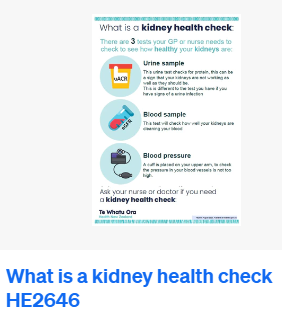 What is a kidney health check:
There are 3 tests your GP or nurse needs to
check to see how healthy your kidneys are:
Urine sample
uACR
This urine test checks for protein, this can be
a sign that your kidneys are not working as
well as they should be.
This is different to the test you have if you
have signs of a urine infection
Blood sample
eGFR
This test will check how well your kidneys are
cleaning your blood.
Blood pressure
A cuff is placed on your upper arm, to check
the pressure in your blood vessels is not too
high.
Ask your nurse or doctor if you need
a kidney health check
Te Whatu Ora
Health New Zealand
What is a kidney health check
HE2646